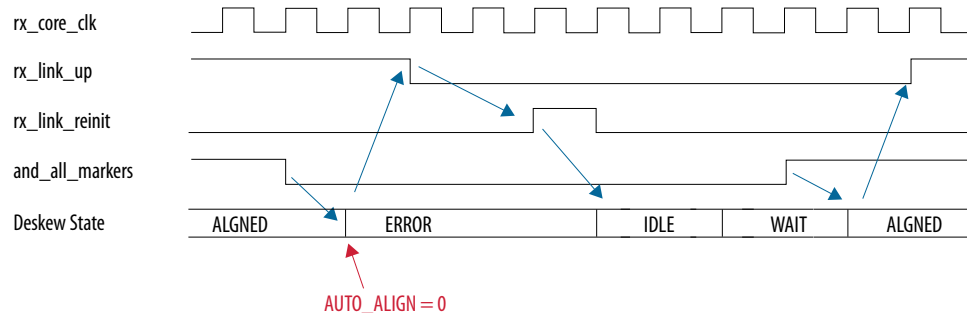 rx_core_clk
rx_link_up
rx_link_reinit
and_all_markers
Deskew State ALGNED ERROR IDLE WAIT ALGNED
AUTO_ALIGN = 0